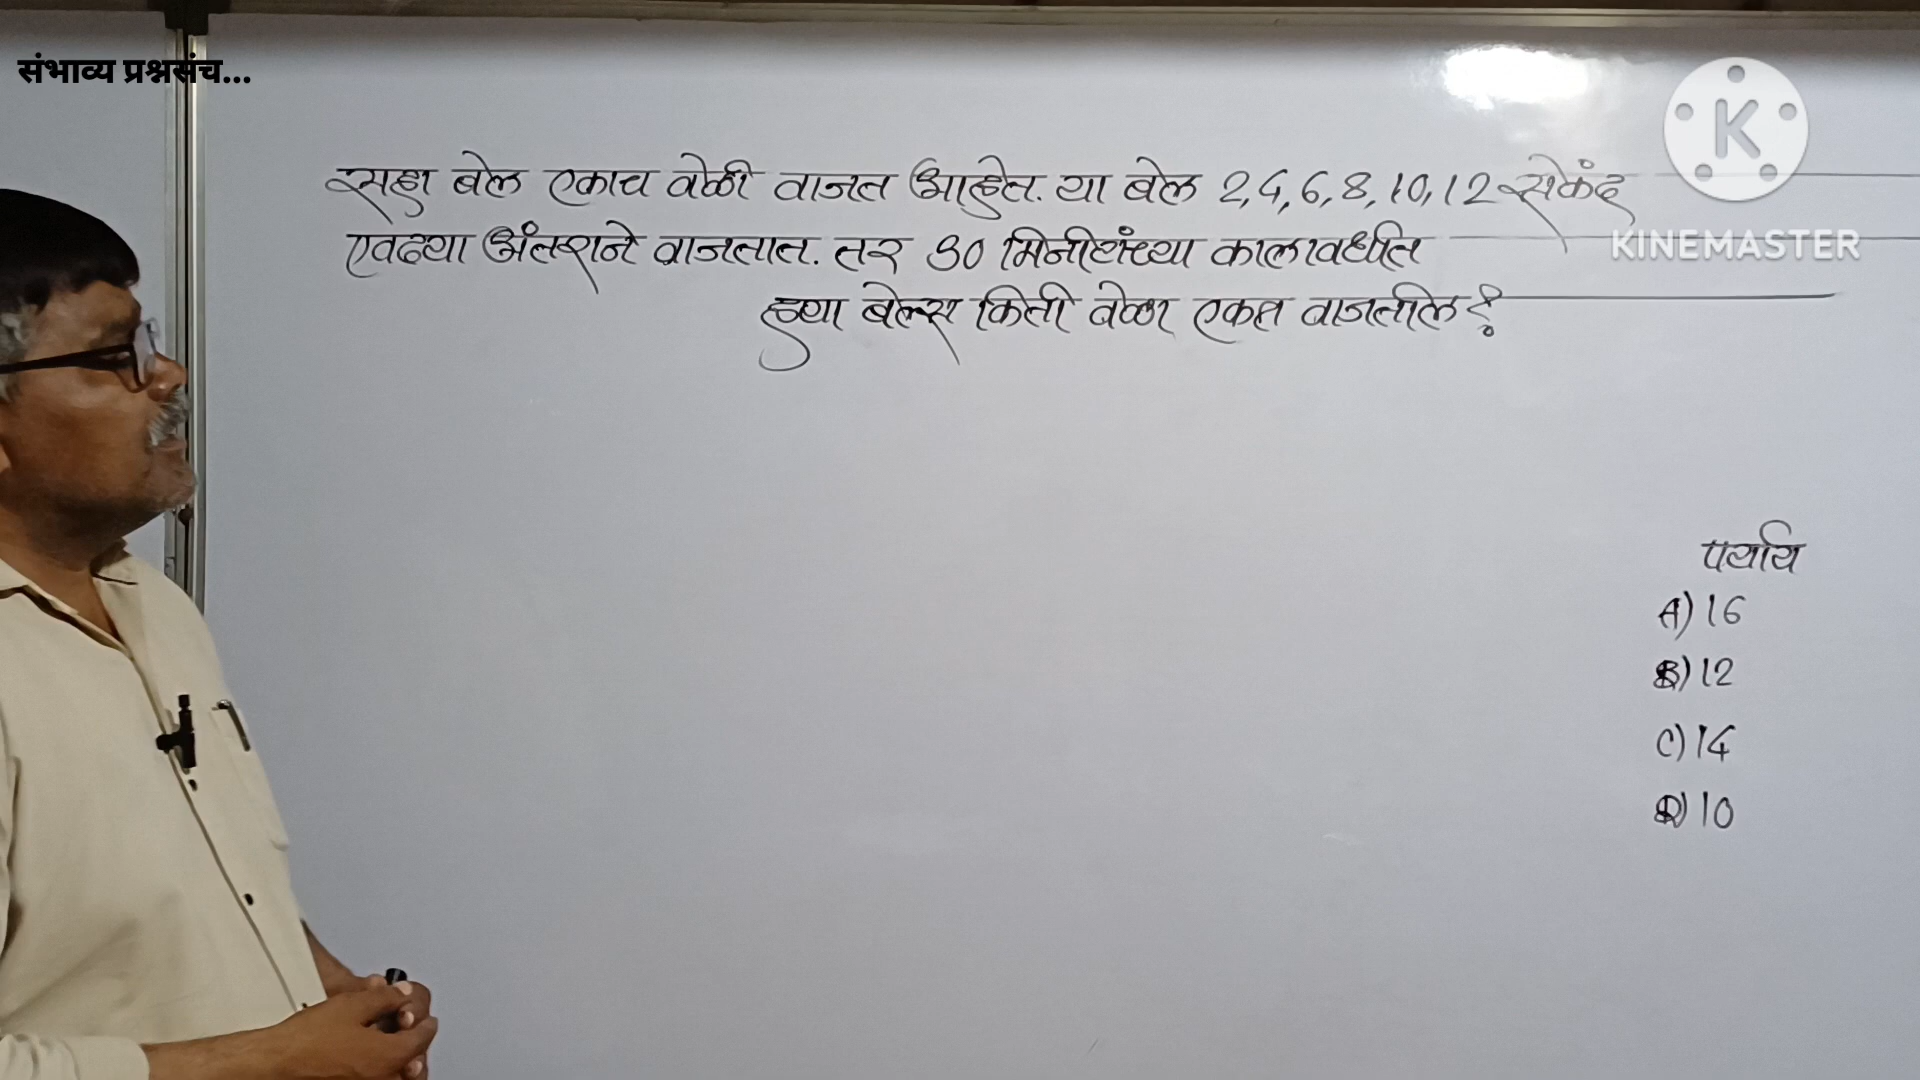 संभाव्य प्रश्नसंच...
KINEMASTER
सहा बेल एकाच वेळी वाजत आहेत. या बेल 2,4,6,8,10,12 सेकंद
एवढ्या अंतराने वाजतात. तर 30 मिनीटांच्या कालावधीत
ह्या बेल्स किती वेळा एकत्र वाजतील?
पर्याय
A) 16
B) 12
C) 14
D) 10